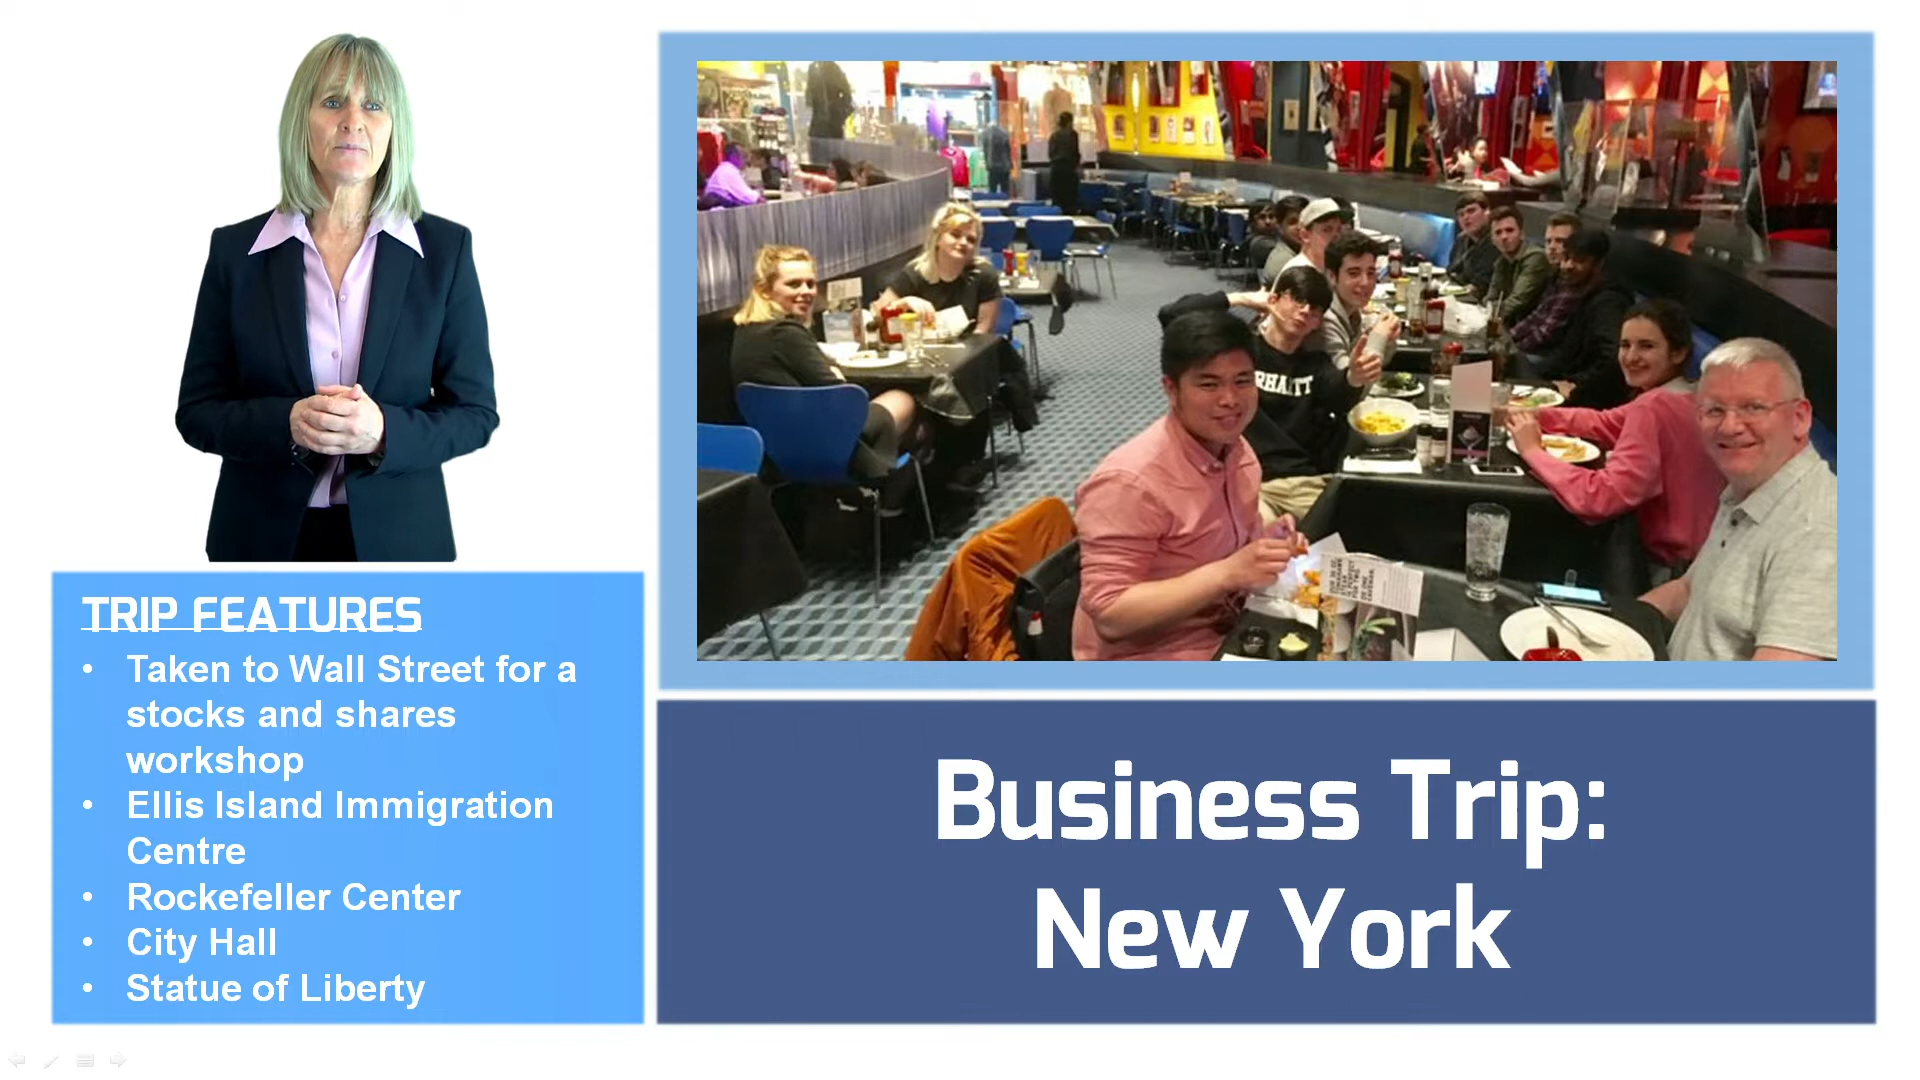 TRIP FEATURES
• Taken to Wall Street for a
stocks and shares
workshop
• Ellis Island Immigration
Centre
• Rockefeller Center
• City Hall
• Statue of Liberty
Business Trip:
New York